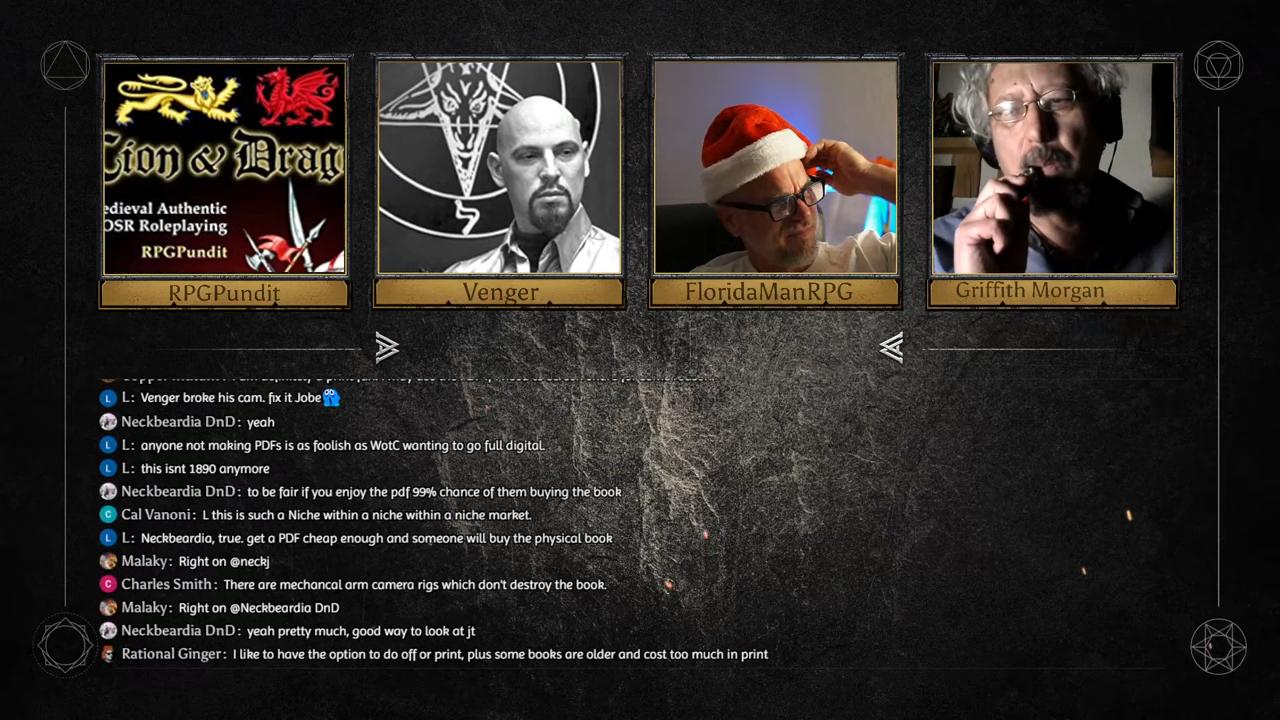 Lion & Drag
edieval Authentic
OSR Roleplaying
RPGPundit
RPGPundit
Venger
FloridaManRPG
Griffith Morgan
L: Venger broke his cam. fix it Jobe
Neckbeardia DnD: yeah
L: anyone not making PDFs is as foolish as WotC wanting to go full digital.
L: this isnt 1890 anymore
Neckbeardia DnD: to be fair if you enjoy the pdf 99% chance of them buying the book
Cal Vanoni: L this is such a Niche within a niche within a niche market.
L: Neckbeardia, true. get a PDF cheap enough and someone will buy the physical book
Malaky: Right on @neckj
Charles Smith: There are mechancal arm camera rigs which don't destroy the book.
Malaky: Right on @Neckbeardia DnD
Neckbeardia DnD: yeah pretty much, good way to look at jt
Rational Ginger: I like to have the option to do off or print, plus some books are older and cost too much in print